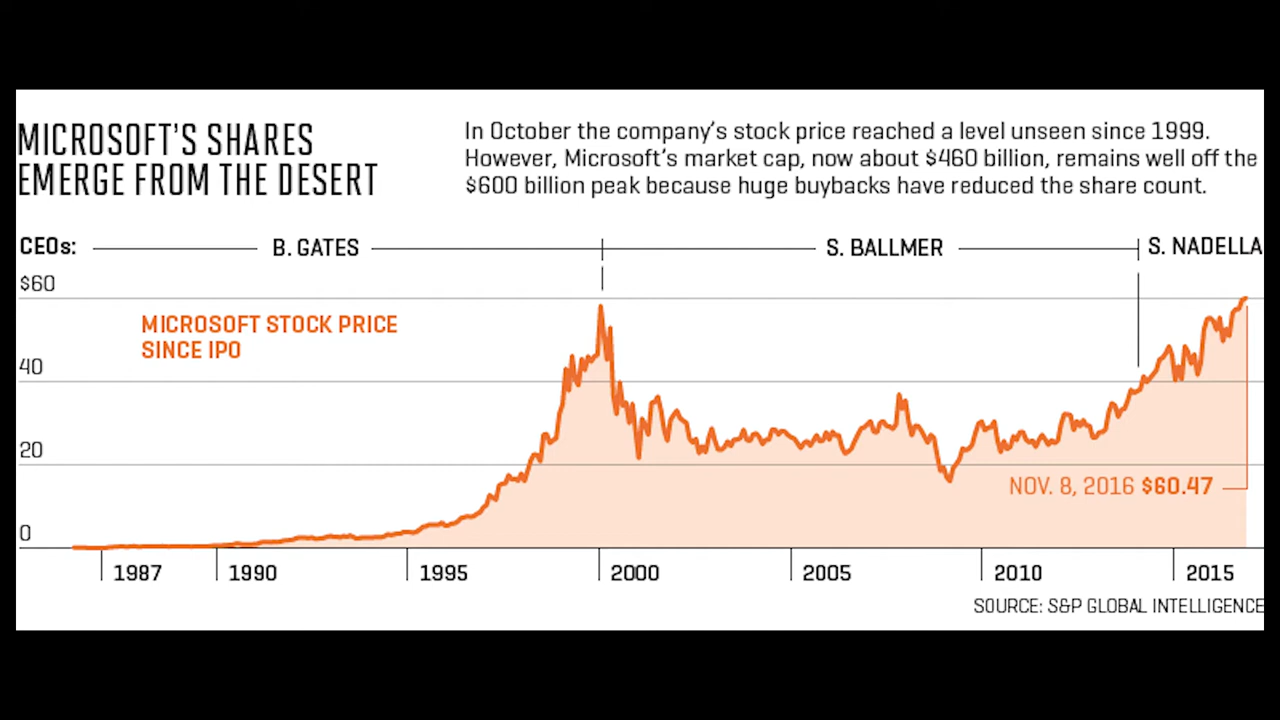 MICROSOFT'S SHARES
EMERGE FROM THE DESERT
In October the company's stock price reached a level unseen since 1999.
However, Microsoft's market cap, now about $460 billion, remains well off the
$600 billion peak because huge buybacks have reduced the share count.
CEOs: B. GATES S. BALLMER S. NADELLA
$60
MICROSOFT STOCK PRICE
SINCE IPO
40
20
NOV. 8, 2016 $60.47
0
1987 1990 1995 2000 2005 2010 2015
SOURCE: S&P GLOBAL INTELLIGENCE